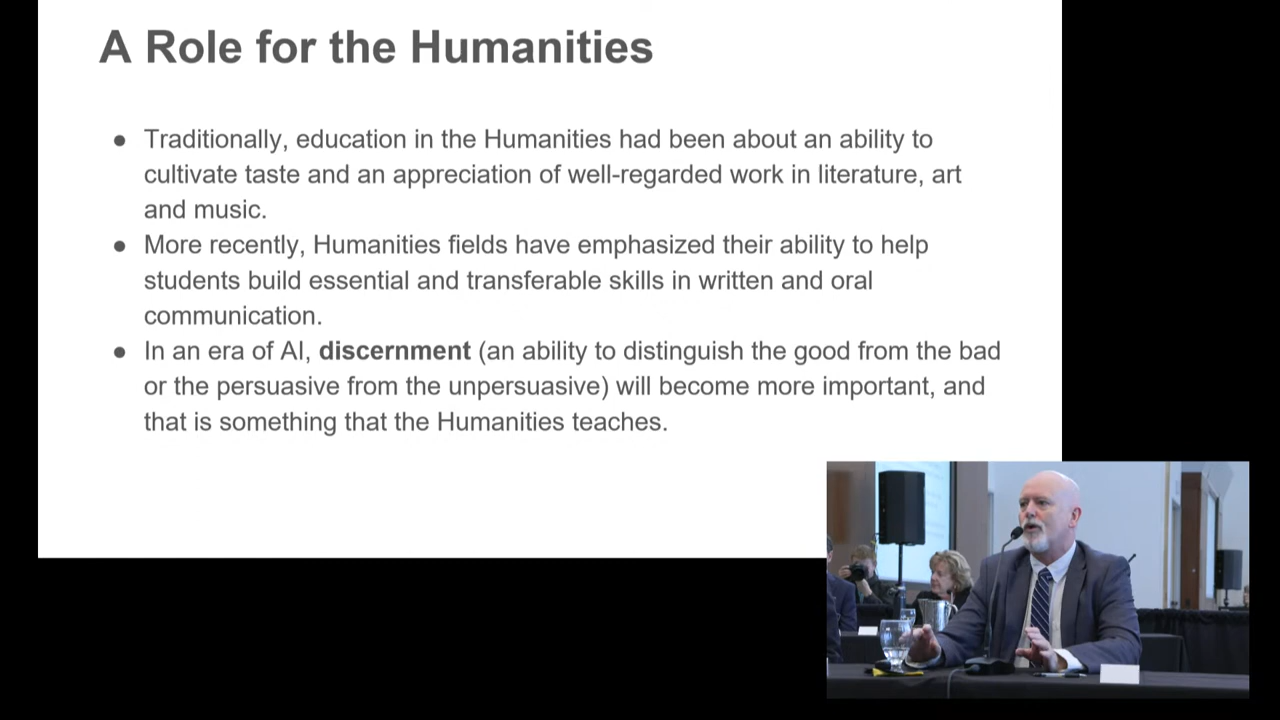 A Role for the Humanities
● Traditionally, education in the Humanities had been about an ability to
cultivate taste and an appreciation of well-regarded work in literature, art
and music.
● More recently, Humanities fields have emphasized their ability to help
students build essential and transferable skills in written and oral
communication.
● In an era of AI, discernment (an ability to distinguish the good from the bad
or the persuasive from the unpersuasive) will become more important, and
that is something that the Humanities teaches.